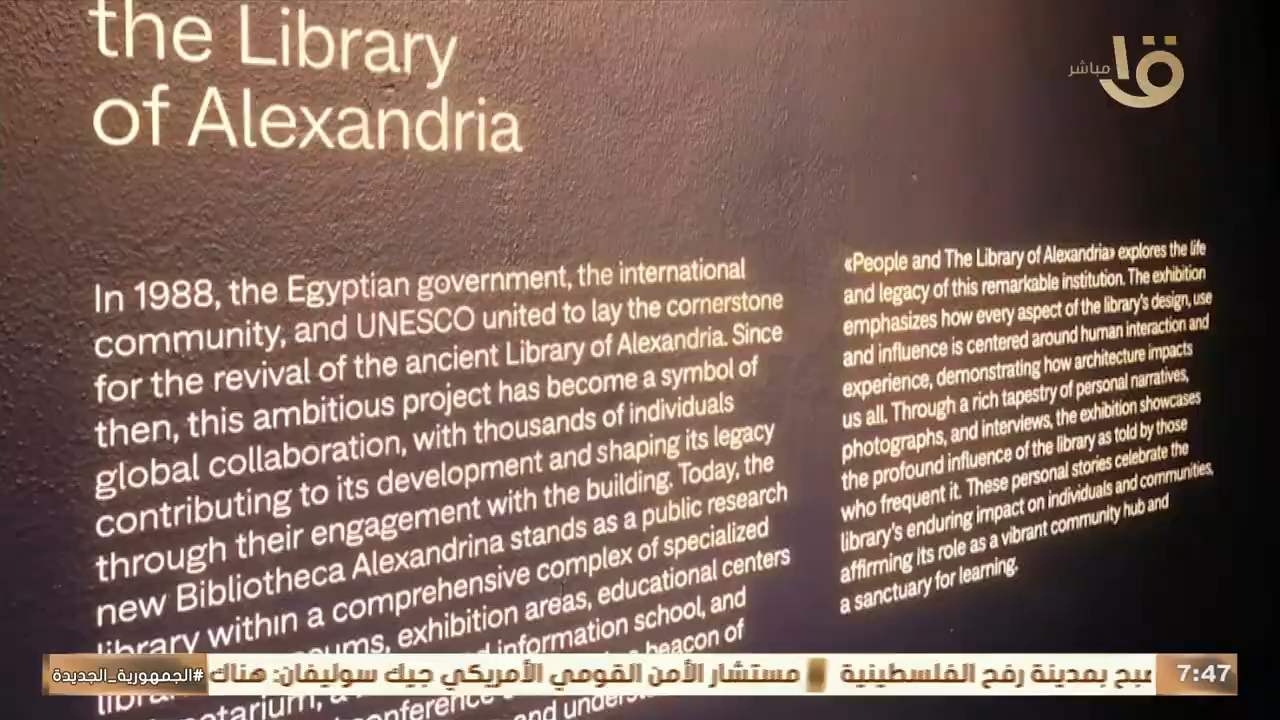 the Library
of Alexandria
In 1988, the Egyptian government, the international
community, and UNESCO united to lay the cornerstone
for the revival of the ancient Library of Alexandria. Since
then, this ambitious project has become a symbol of
global collaboration, with thousands of individuals
contributing to its development and shaping its legacy
through their engagement with the building. Today, the
new Bibliotheca Alexandrina stands as a public research
library within a comprehensive complex of specialized
exhibition areas, educational centers
information school, and
beacon of
«People and The Library of Alexandria» explores the life
and legacy of this remarkable institution. The exhibition
emphasizes how every aspect of the library's design, use
and influence is centered around human interaction and
experience, demonstrating how architecture impacts
us all. Through a rich tapestry of personal narratives,
photographs, and interviews, the exhibition showcases
the profound influence of the library as told by those
who frequent it. These personal stories celebrate the
library's enduring impact on individuals and communities,
affirming its role as a vibrant community hub and
a sanctuary for learning.
مباشر
بمدينة رفح الفلسطينية
مستشار الأمن القومي الأمريكي جيك سوليفان: هناك
#الجمهورية_الجديدة
7:47